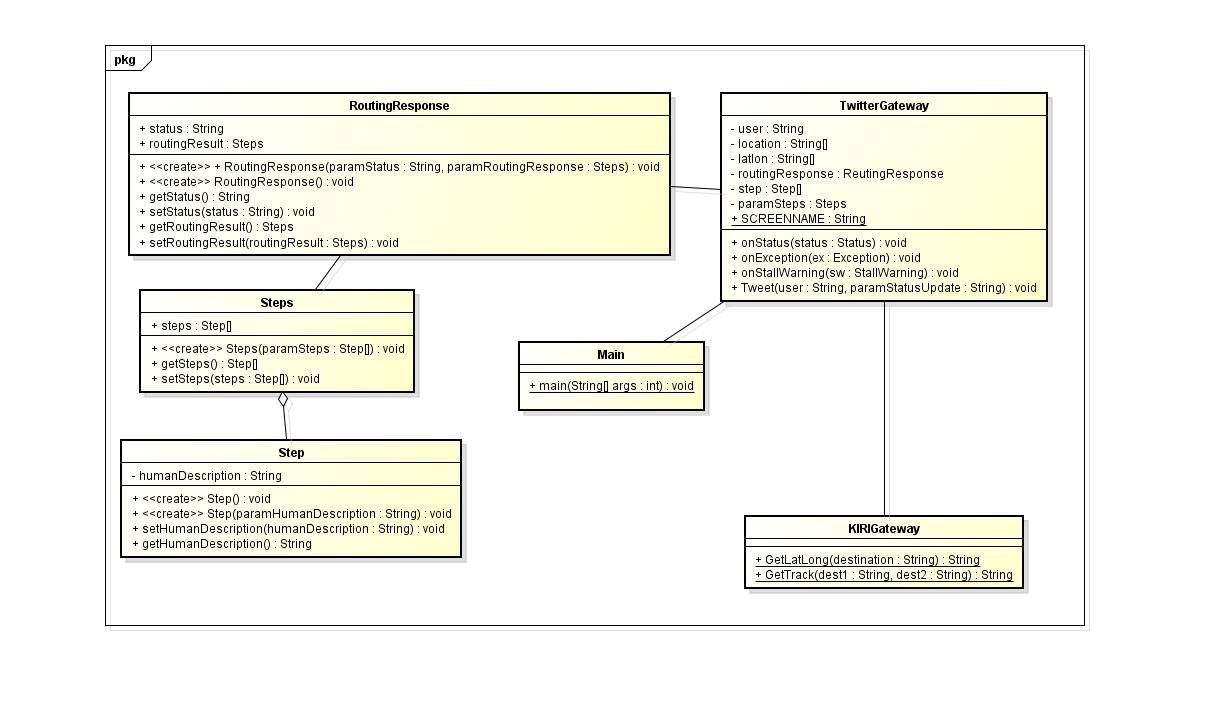 pkg
RoutingResponse
+ status : String
+ routingResult : Steps
+ <<create>> + RoutingResponse(paramStatus : String, paramRoutingResponse : Steps) : void
+ <<create>> RoutingResponse() : void
+ getStatus() : String
+ setStatus(status : String) : void
+ getRoutingResult() : Steps
+ setRoutingResult(routingResult : Steps) : void
TwitterGateway
- user : String
- location : String[]
- latlon : String[]
- routingResponse : ReutingResponse
- step : Step[]
- paramSteps : Steps
+ SCREENNAME : String
+ onStatus(status : Status) : void
+ onException(ex : Exception) : void
+ onStallWarning(sw : StallWarning) : void
+ Tweet(user : String, paramStatusUpdate : String) : void
Steps
+ steps : Step[]
+ <<create>> Steps(paramSteps : Step[]) : void
+ getSteps() : Step[]
+ setSteps(steps : Step[]) : void
Main
+ main(String[] args : int) : void
Step
- humanDescription : String
+ <<create>> Step() : void
+ <<create>> Step(paramHumanDescription : String) : void
+ setHumanDescription(humanDescription : String) : void
+ getHumanDescription() : String
KIRIGateway
+ GetLatLong(destination : String) : String
+ GetTrack(dest1 : String, dest2 : String) : String